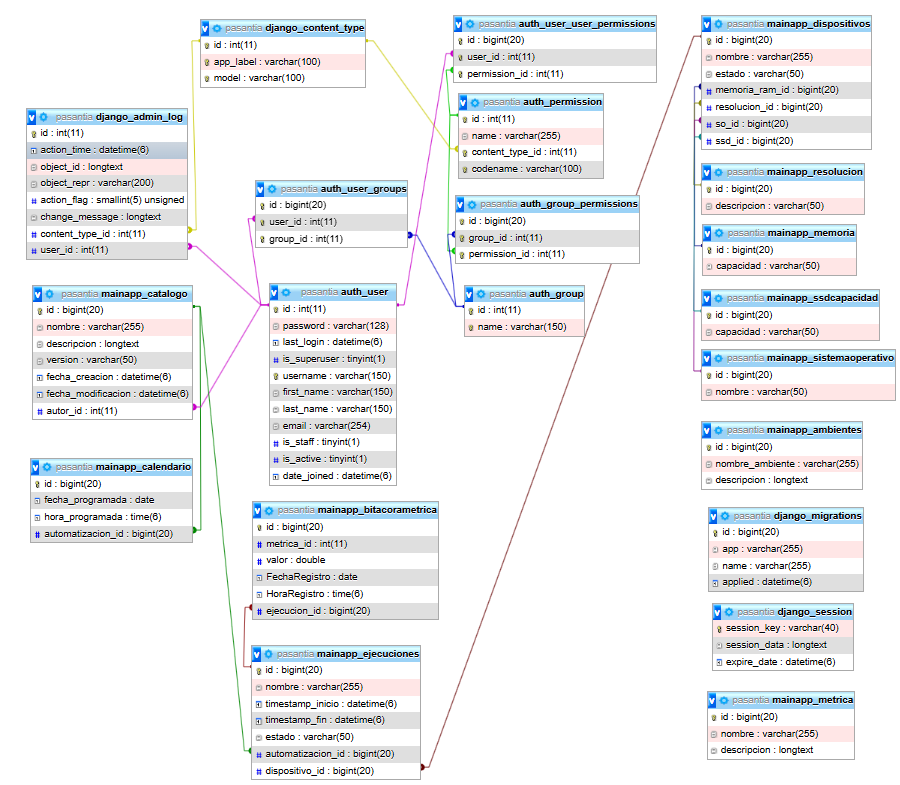 pasantia django_content_type
id : int(11)
app_label : varchar(100)
model : varchar(100)
pasantia auth_user_user_permissions
id : bigint(20)
user_id : int(11)
permission_id : int(11)
pasantia mainapp_dispositivos
id : bigint(20)
nombre : varchar(255)
estado : varchar(50)
memoria_ram_id : bigint(20)
resolucion_id : bigint(20)
so_id : bigint(20)
ssd_id : bigint(20)
pasantia django_admin_log
id : int(11)
action_time : datetime(6)
object_id : longtext
object_repr : varchar(200)
action_flag : smallint(5) unsigned
change_message : longtext
content_type_id : int(11)
user_id : int(11)
pasantia auth_permission
id : int(11)
name : varchar(255)
content_type_id : int(11)
codename : varchar(100)
pasantia auth_user_groups
id : bigint(20)
user_id : int(11)
group_id : int(11)
pasantia auth_group_permissions
id : bigint(20)
group_id : int(11)
permission_id : int(11)
pasantia mainapp_resolucion
id : bigint(20)
descripcion : varchar(50)
pasantia mainapp_memoria
id : bigint(20)
capacidad : varchar(50)
pasantia mainapp_catalogo
id : bigint(20)
nombre : varchar(255)
descripcion : longtext
version : varchar(50)
fecha_creacion : datetime(6)
fecha_modificacion : datetime(6)
autor_id : int(11)
pasantia auth_user
id : int(11)
password : varchar(128)
last_login : datetime(6)
is_superuser : tinyint(1)
username : varchar(150)
first_name : varchar(150)
last_name : varchar(150)
email : varchar(254)
is_staff : tinyint(1)
is_active : tinyint(1)
date_joined : datetime(6)
pasantia auth_group
id : int(11)
name : varchar(150)
pasantia mainapp_ssdcapacidad
id : bigint(20)
capacidad : varchar(50)
pasantia mainapp_sistemaoperativo
id : bigint(20)
nombre : varchar(50)
pasantia mainapp_calendario
id : bigint(20)
fecha_programada : date
hora_programada : time(6)
automatizacion_id : bigint(20)
pasantia mainapp_ambientes
id : bigint(20)
nombre_ambiente : varchar(255)
descripcion : longtext
pasantia mainapp_bitacorametrica
id : bigint(20)
metrica_id : int(11)
valor : double
FechaRegistro : date
HoraRegistro : time(6)
ejecucion_id : bigint(20)
pasantia django_migrations
id : bigint(20)
app : varchar(255)
name : varchar(255)
applied : datetime(6)
pasantia django_session
session_key : varchar(40)
session_data : longtext
expire_date : datetime(6)
pasantia mainapp_ejecuciones
id : bigint(20)
nombre : varchar(255)
timestamp_inicio : datetime(6)
timestamp_fin : datetime(6)
estado : varchar(50)
automatizacion_id : bigint(20)
dispositivo_id : bigint(20)
pasantia mainapp_metrica
id : bigint(20)
nombre : varchar(255)
descripcion : longtext